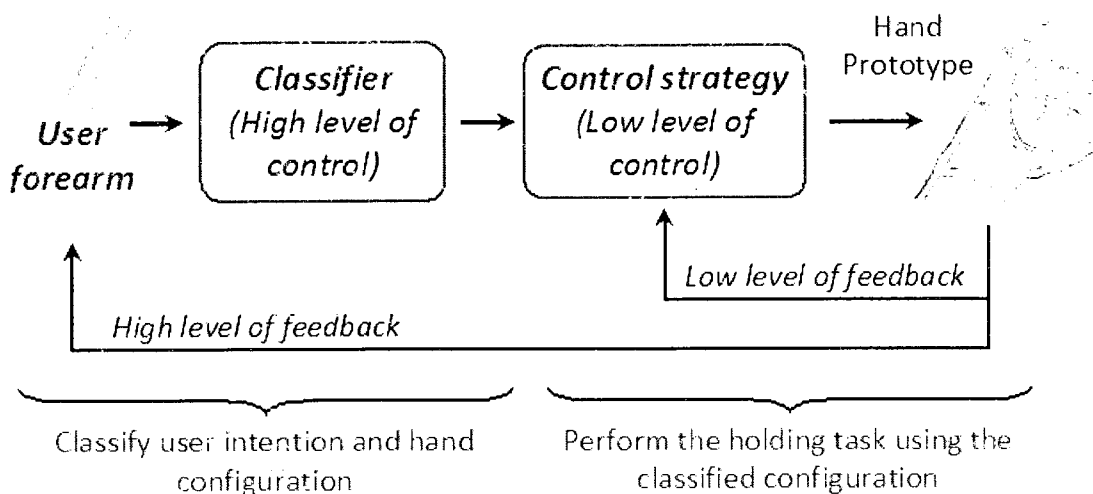 Hand
Prototype
User
forearm
Classifier
(High level of
control)
Control strategy
(Low level of
control)
Low level of feedback
High level of feedback
Classify user intention and hand
configuration
Perform the holding task using the
classified configuration